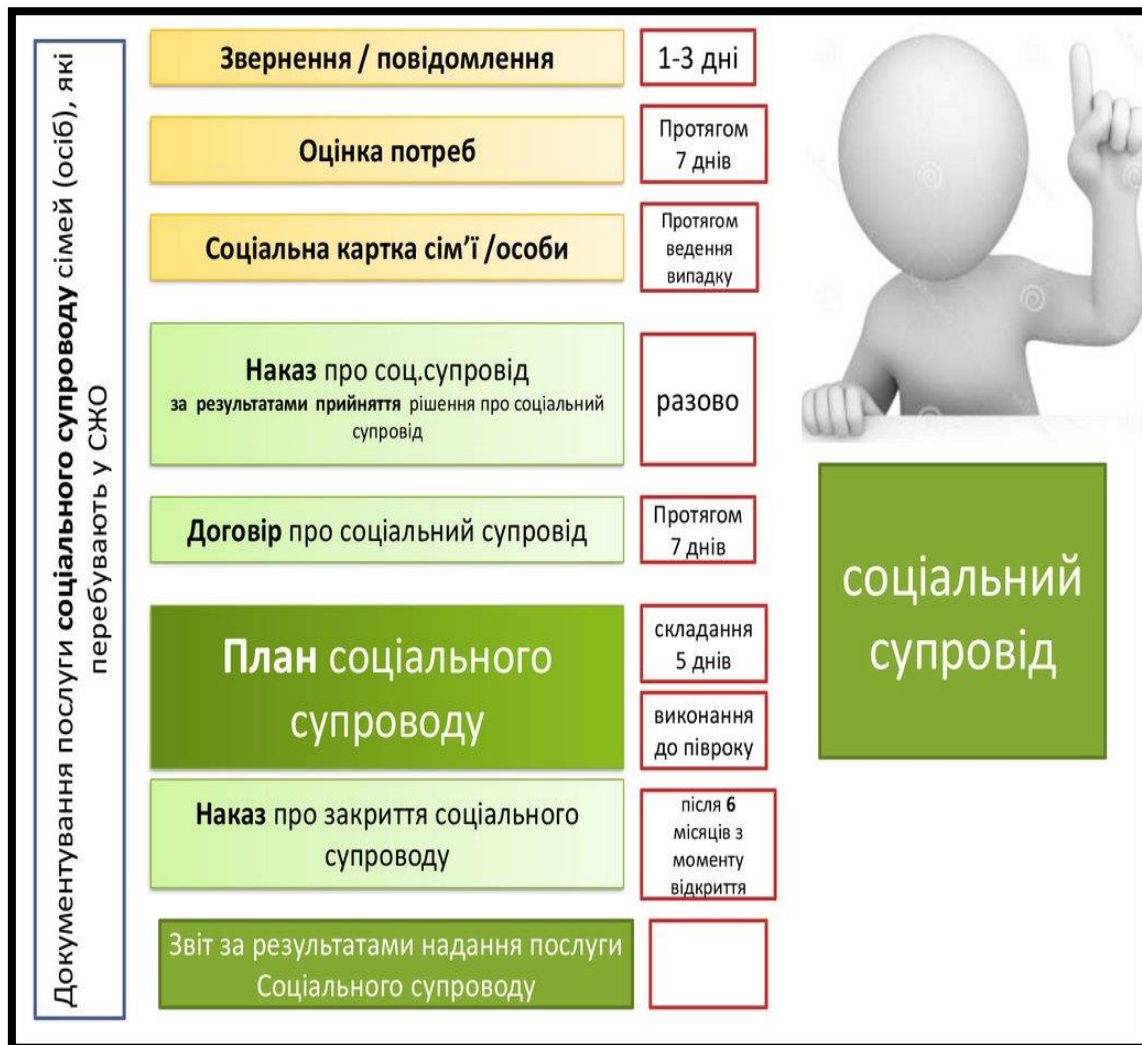 Документування послуги соціального супроводу сімей (осіб), які
перебувають у СЖО
Звернення / повідомлення
1-3 дні
Оцінка потреб
Протягом
7 днів
Соціальна картка сім’ї /особи
Протягом
ведення
випадку
Наказ про соц.супровід
за результатами прийняття рішення про соціальний
супровід
разово
Договір про соціальний супровід
Протягом
7 днів
План соціального
супроводу
складання
5 днів
виконання
до півроку
Наказ про закриття соціального
супроводу
після 6
місяців з
моменту
відкриття
Звіт за результатами надання послуги
Соціального супроводу
соціальний
супровід